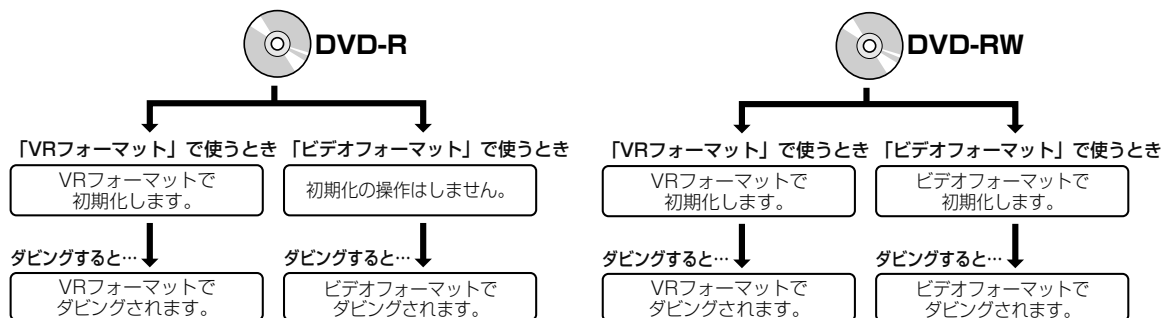 DVD-R
「VRフォーマット」で使うとき
VRフォーマットで
初期化します。
ダビングすると…
VRフォーマットで
ダビングされます。
「ビデオフォーマット」で使うとき
初期化の操作はしません。
ダビングすると…
ビデオフォーマットで
ダビングされます。
DVD-RW
「VRフォーマット」で使うとき
VRフォーマットで
初期化します。
ダビングすると…
VRフォーマットで
ダビングされます。
「ビデオフォーマット」で使うとき
ビデオフォーマットで
初期化します。
ダビングすると…
ビデオフォーマットで
ダビングされます。